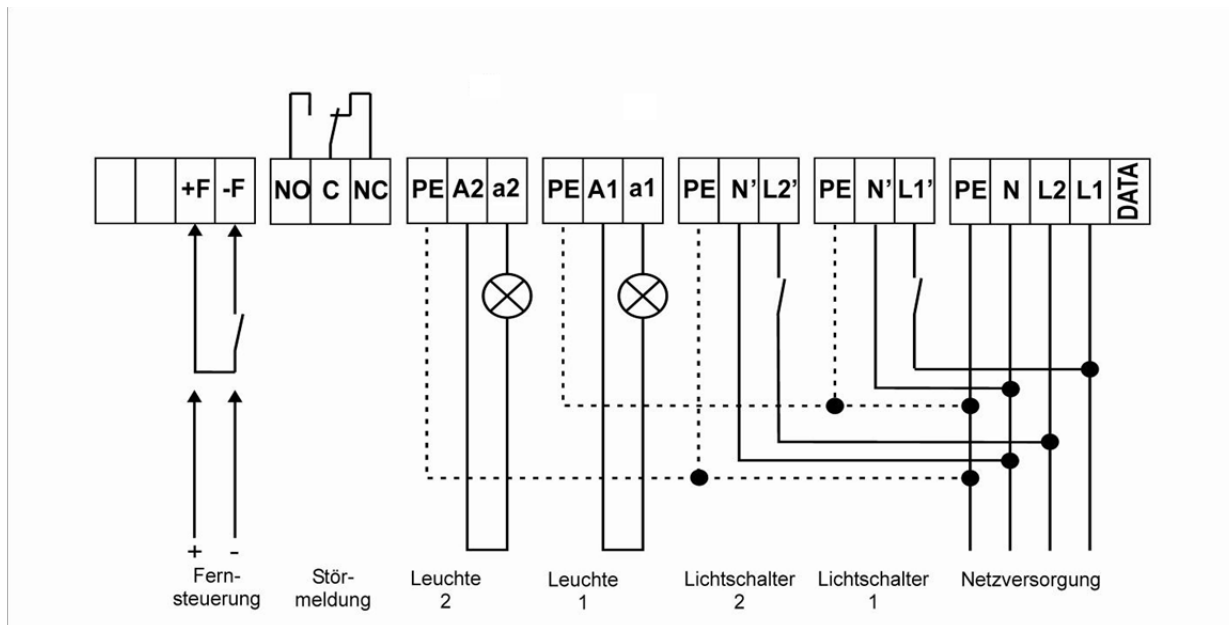 +F -F
NO C NC
PE A2 a2
PE A1 a1
PE N' L2'
PE N' L1'
PE N L2 L1 DATA
+ -
Fern-
steuerung
Stör-
meldung
Leuchte
2
Leuchte
1
Lichtschalter
2
Lichtschalter
1
Netzversorgung